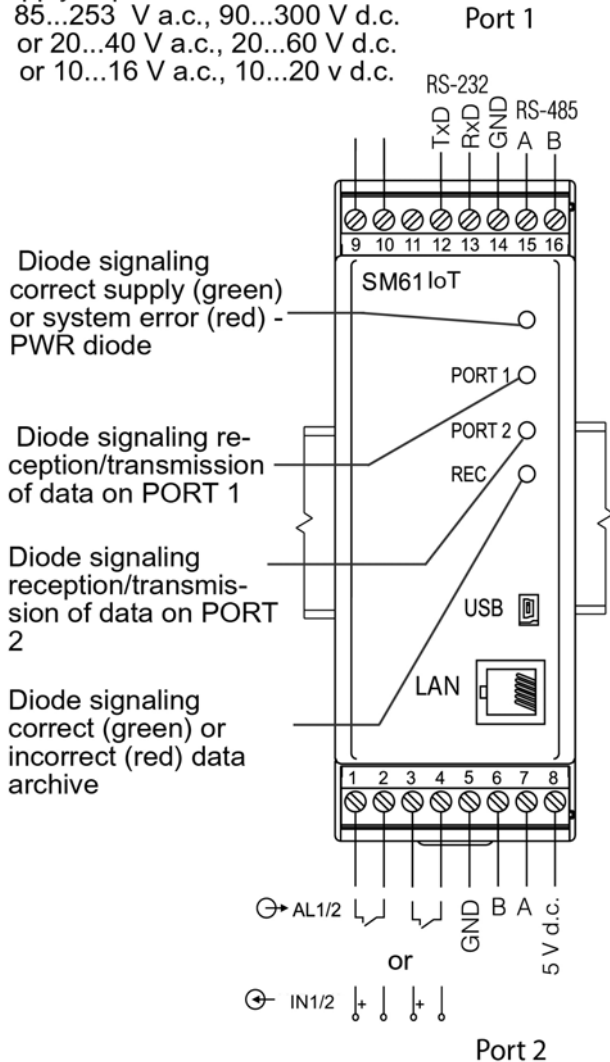 85...253 V a.c., 90...300 V d.c.
or 20...40 V a.c., 20...60 V d.c.
or 10...16 V a.c., 10...20 v d.c.
Port 1
RS-232
RS-485
TxD RxD GND A B
9 10 11 12 13 14 15 16
SM61 IoT
Diode signaling
correct supply (green)
or system error (red) -
PWR diode
PORT 1
Diode signaling re-
ception/transmission
of data on PORT 1
PORT 2
REC
Diode signaling
reception/transmis-
sion of data on PORT
2
USB
LAN
Diode signaling
correct (green) or
incorrect (red) data
archive
1 2 3 4 5 6 7 8
AL1/2
GND B A 5 V d.c.
or
IN1/2 + +
Port 2